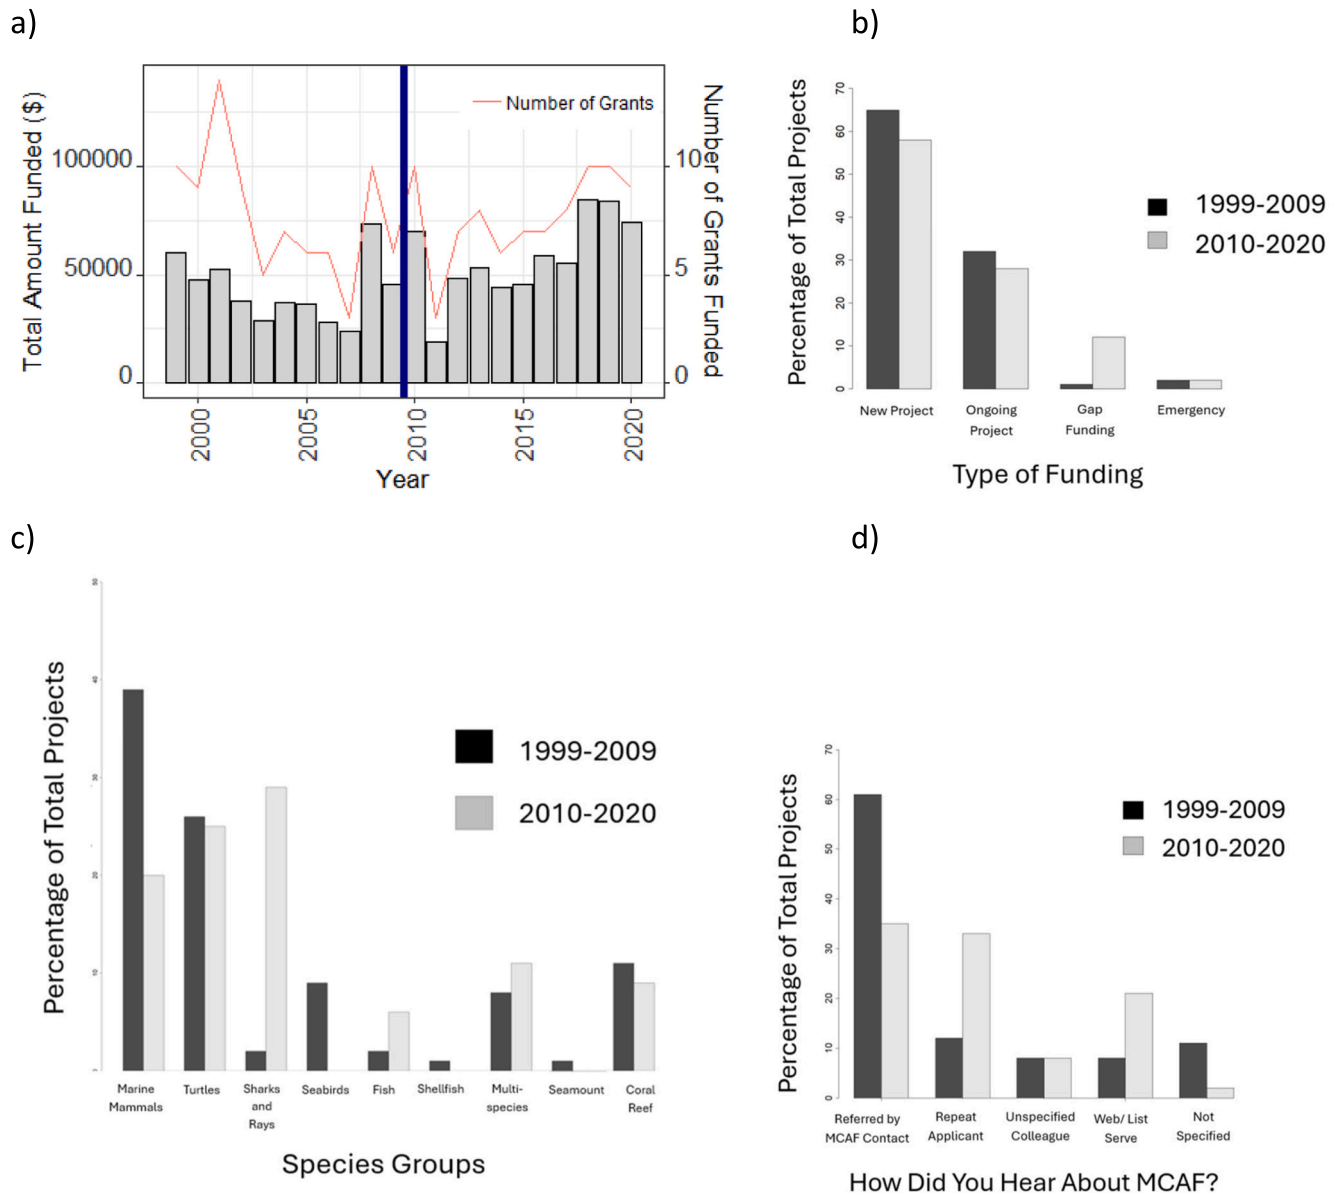 a)
Total Amount Funded ($)
100000
50000
0
Number of Grants
10
5
0
Number of Grants Funded
2000
2005
2010
2015
2020
Year
b)
Percentage of Total Projects
70
60
50
40
30
20
10
0
1999-2009
2010-2020
New Project
Ongoing
Project
Gap
Funding
Emergency
Type of Funding
c)
Percentage of Total Projects
50
40
30
20
10
1999-2009
2010-2020
Marine
Mammals
Turtles
Sharks
and
Rays
Seabirds
Fish
Shellfish
Multi-
species
Seamount
Coral
Reef
Species Groups
d)
Percentage of Total Projects
70
60
50
40
30
20
10
0
1999-2009
2010-2020
Referred by
MCAF Contact
Repeat
Applicant
Unspecified
Colleague
Web/ List
Serve
Not
Specified
How Did You Hear About MCAF?